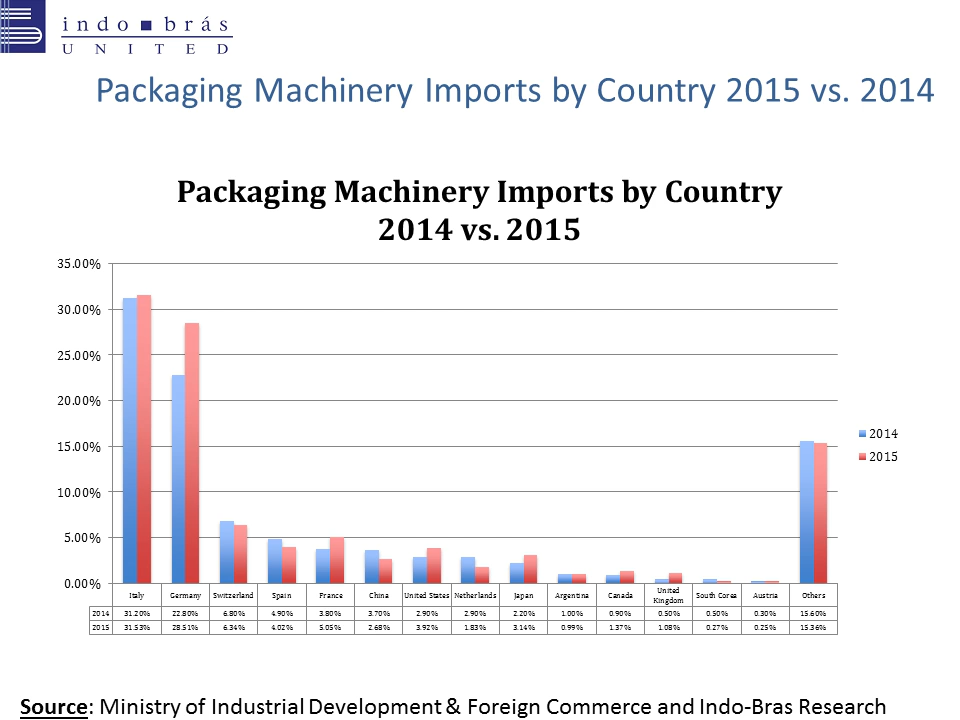 indo brás
UNITED
Packaging Machinery Imports by Country 2015 vs. 2014
Packaging Machinery Imports by Country
2014 vs. 2015
35.00%
30.00%
25.00%
20.00%
15.00%
10.00%
5.00%
0.00%
2014
2015
Italy Germany Switzerland Spain France China United States Netherlands Japan Argentina Canada United Kingdom South Corea Austria Others
2014 31.20% 22.80% 6.80% 4.90% 3.80% 3.70% 2.90% 2.90% 2.20% 1.00% 0.90% 0.50% 0.50% 0.30% 15.60%
2015 31.53% 28.51% 6.34% 4.02% 5.05% 2.68% 3.92% 1.83% 3.14% 0.99% 1.37% 1.08% 0.27% 0.25% 15.36%
Source: Ministry of Industrial Development & Foreign Commerce and Indo-Bras Research